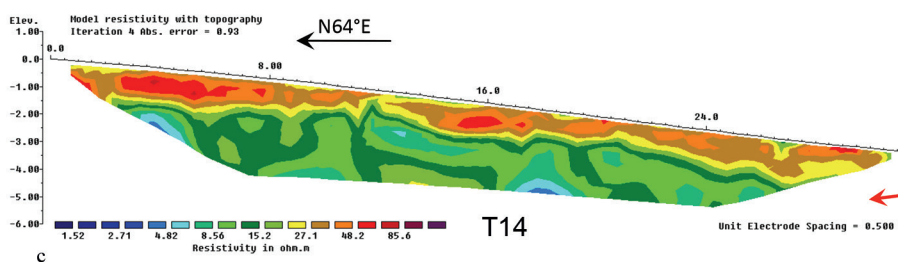 Elev.
Model resistivity with topography
Iteration 4 Abs. error = 0.93
N64°E
1.00
0.0
0.0
8.00
-1.00
16.0
-2.00
24.0
-3.00
-4.00
-5.00
-6.00
T14
Unit Electrode Spacing = 0.500
1.52 2.71 4.82 8.56 15.2 27.1 48.2 85.6
Resistivity in ohm.m
c